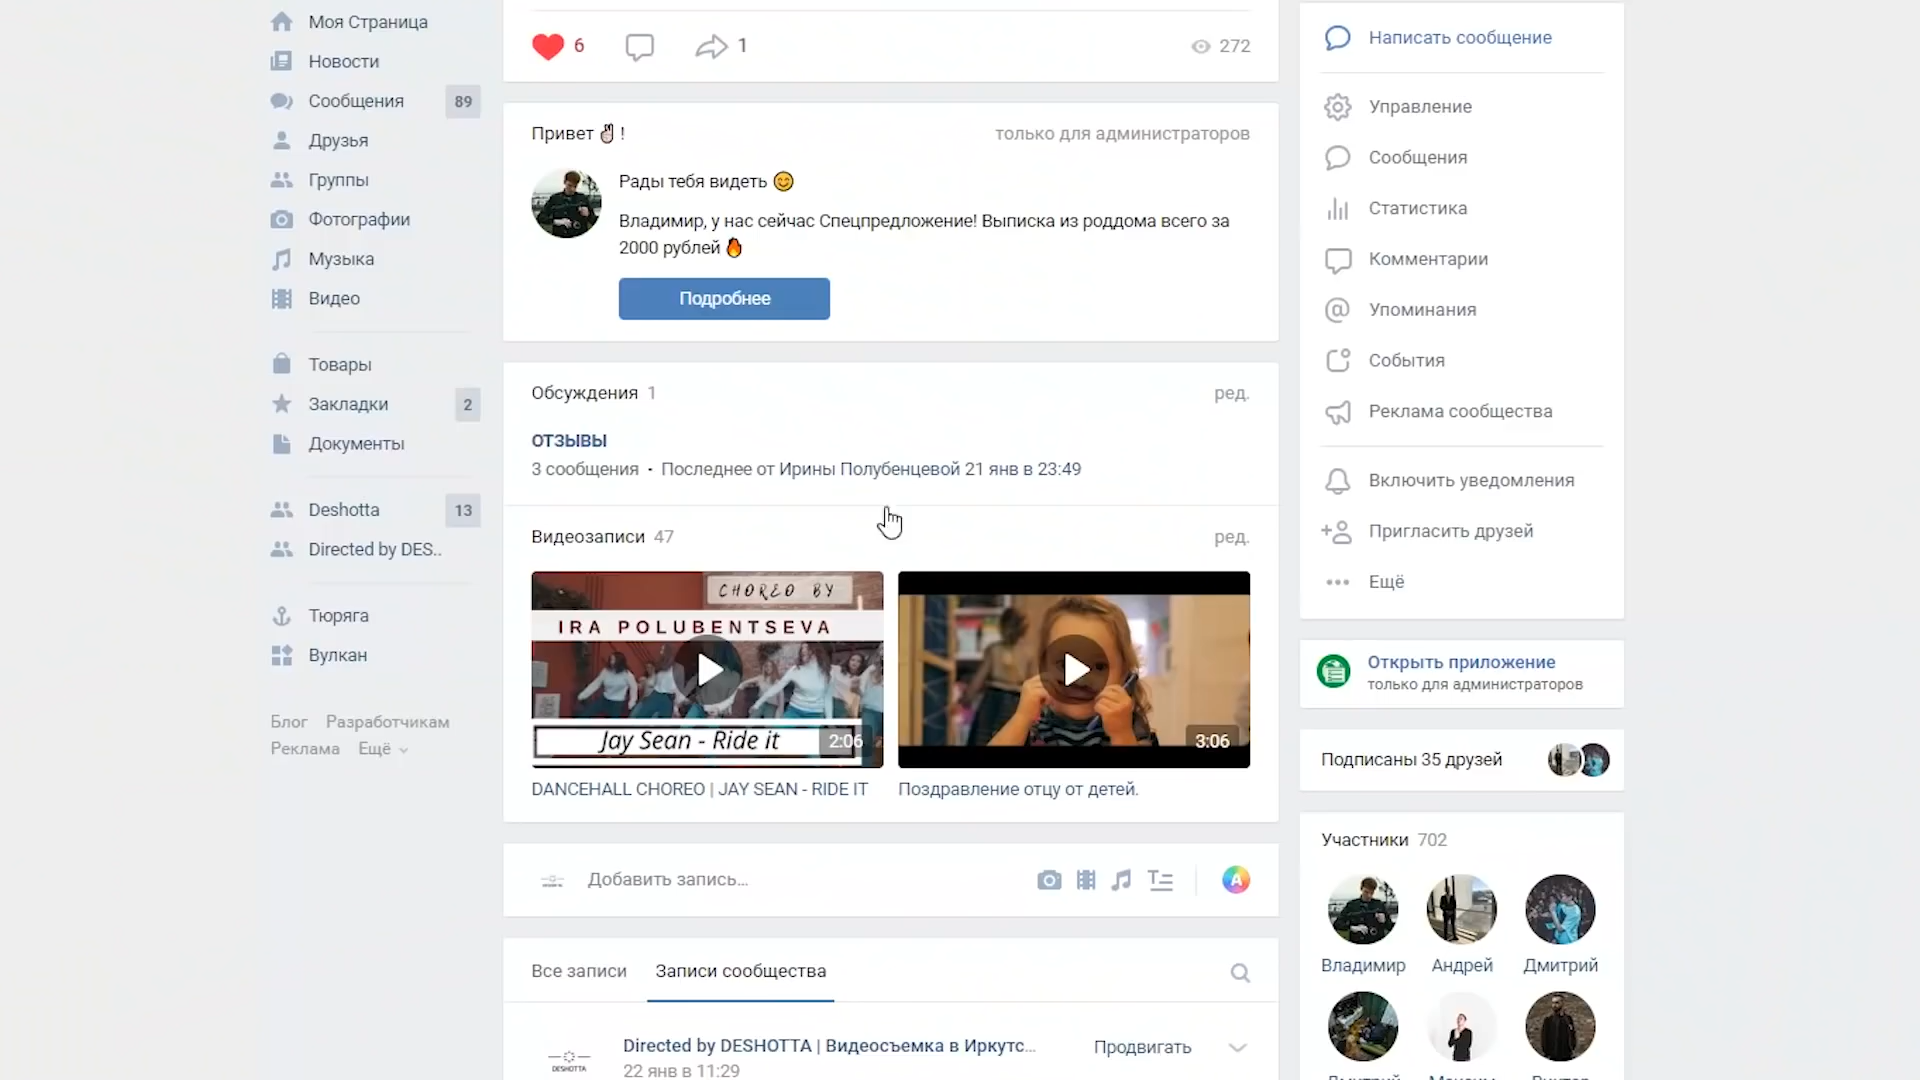 Моя Страница
Новости
Сообщения 89
Друзья
Группы
Фотографии
Музыка
Видео
Товары
Закладки 2
Документы
Deshotta 13
Directed by DES..
Тюряга
Вулкан
Блог Разработчикам
Реклама Ещё
6 1 272
Привет ! только для администраторов
Рады тебя видеть
Владимир, у нас сейчас Спецпредложение! Выписка из роддома всего за
2000 рублей
Подробнее
Обсуждения 1 ред.
ОТЗЫВЫ
3 сообщения · Последнее от Ирины Полубенцевой 21 янв в 23:49
Видеозаписи 47 ред.
CHOREO BY
IRA POLUBENTSEVA
Jay Sean - Ride it 2:06
3:06
DANCEHALL CHOREO | JAY SEAN - RIDE IT
Поздравление отцу от детей.
Добавить запись...
A
Все записи Записи сообщества
Directed by DESHOTTA | Видеосъемка в Иркутс...
22 янв в 11:29
DESHOTTA
Продвигать
Написать сообщение
Управление
Сообщения
Статистика
Комментарии
Упоминания
События
Реклама сообщества
Включить уведомления
Пригласить друзей
Ещё
Открыть приложение
только для администраторов
Подписаны 35 друзей
Участники 702
Владимир Андрей Дмитрий
Дмитрий Максим Виктор